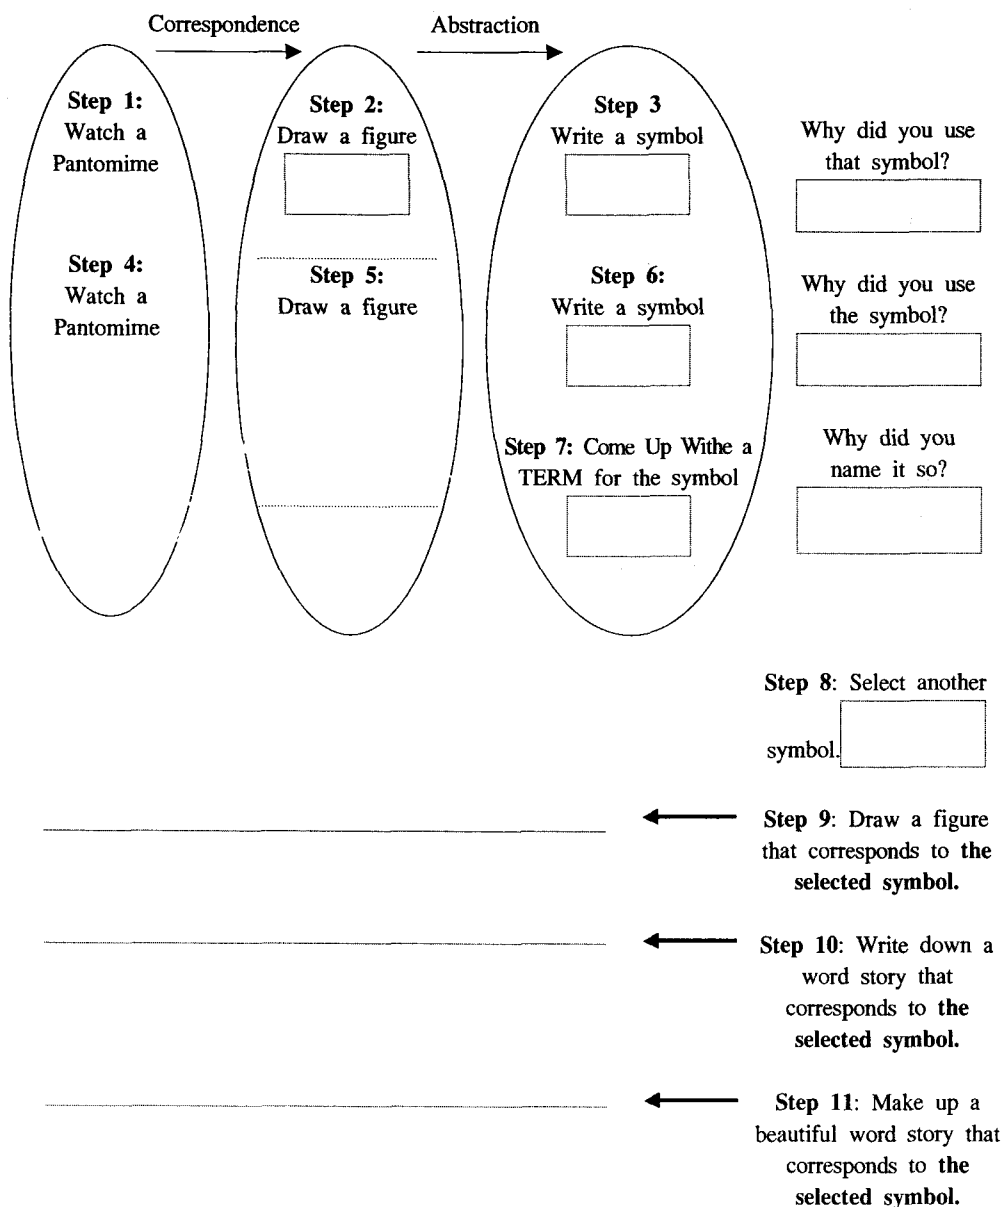 Correspondence
Abstraction
Step 1:
Watch a
Pantomime
Step 2:
Draw a figure
Step 3
Write a symbol
Why did you use
that symbol?
Step 4:
Watch a
Pantomime
Step 5:
Draw a figure
Step 6:
Write a symbol
Why did you use
the symbol?
Step 7: Come Up Withe a
TERM for the symbol
Why did you
name it so?
Step 8: Select another
symbol.
Step 9: Draw a figure
that corresponds to the
selected symbol.
Step 10: Write down a
word story that
corresponds to the
selected symbol.
Step 11: Make up a
beautiful word story that
corresponds to the
selected symbol.